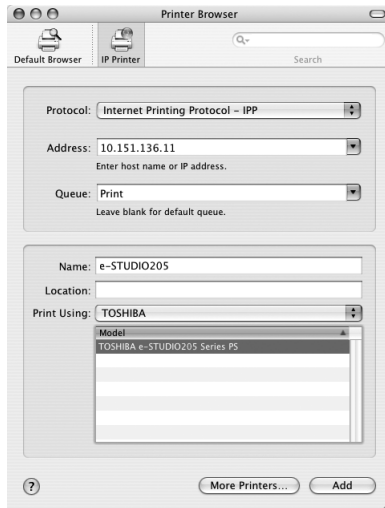 Printer Browser
Default Browser
IP Printer
Search
Protocol: Internet Printing Protocol – IPP
Address: 10.151.136.11
Enter host name or IP address.
Queue: Print
Leave blank for default queue.
Name: e-STUDIO205
Location:
Print Using: TOSHIBA
Model
TOSHIBA e-STUDIO205 Series PS
?
More Printers...
Add